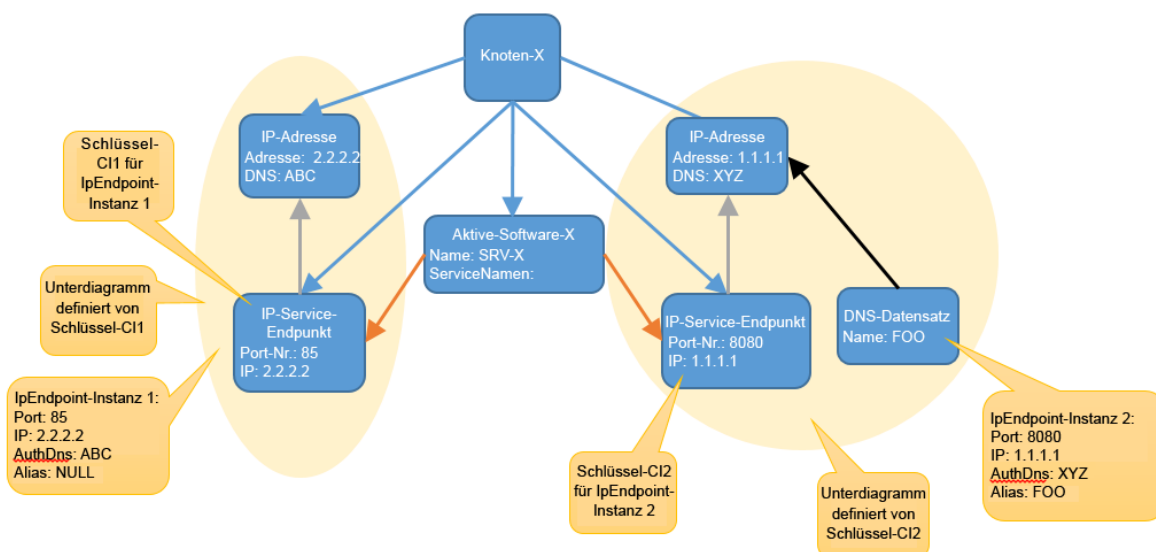 Knoten-X
IP-Adresse
Adresse: 2.2.2.2
DNS: ABC
IP-Adresse
Adresse: 1.1.1.1
DNS: XYZ
Schlüssel-
CI1 für
IpEndpoint-
Instanz 1
Aktive-Software-X
Name: SRV-X
ServiceNamen:
Unterdiagramm
definiert von
Schlüssel-CI1
IP-Service-
Endpunkt
Port-Nr.: 85
IP: 2.2.2.2
IP-Service-Endpunkt
Port-Nr.: 8080
IP: 1.1.1.1
DNS-Datensatz
Name: FOO
IpEndpoint-Instanz 1:
Port: 85
IP: 2.2.2.2
AuthDns: ABC
Alias: NULL
Schlüssel-CI2
für IpEndpoint-
Instanz 2
Unterdiagramm
definiert von
Schlüssel-CI2
IpEndpoint-Instanz 2:
Port: 8080
IP: 1.1.1.1
AuthDns: XYZ
Alias: FOO